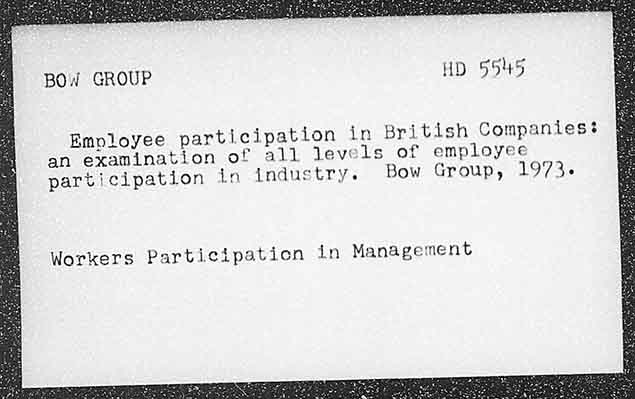 BOW GROUP HD 5545
Employee participation in British Companies:
an examination of all levels of employee
participation in industry. Bow Group, 1973.
Workers Participation in Management